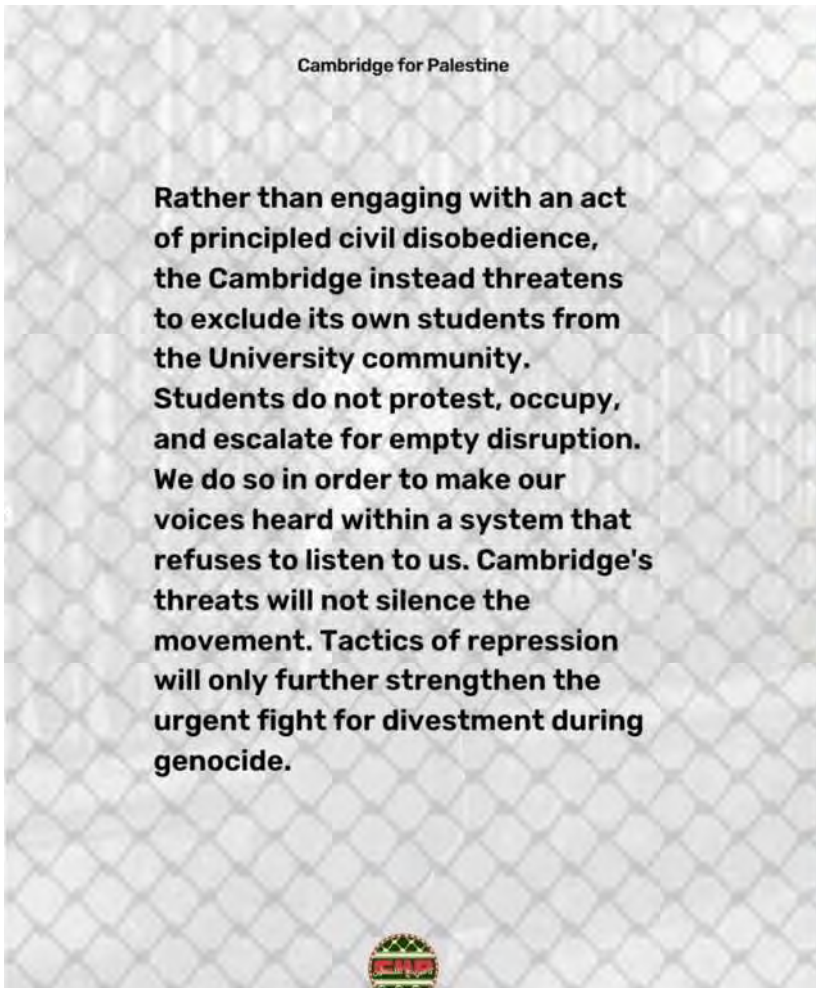 Cambridge for Palestine
Rather than engaging with an act
of principled civil disobedience,
the Cambridge instead threatens
to exclude its own students from
the University community.
Students do not protest, occupy,
and escalate for empty disruption.
We do so in order to make our
voices heard within a system that
refuses to listen to us. Cambridge's
threats will not silence the
movement. Tactics of repression
will only further strengthen the
urgent fight for divestment during
genocide.
C4P